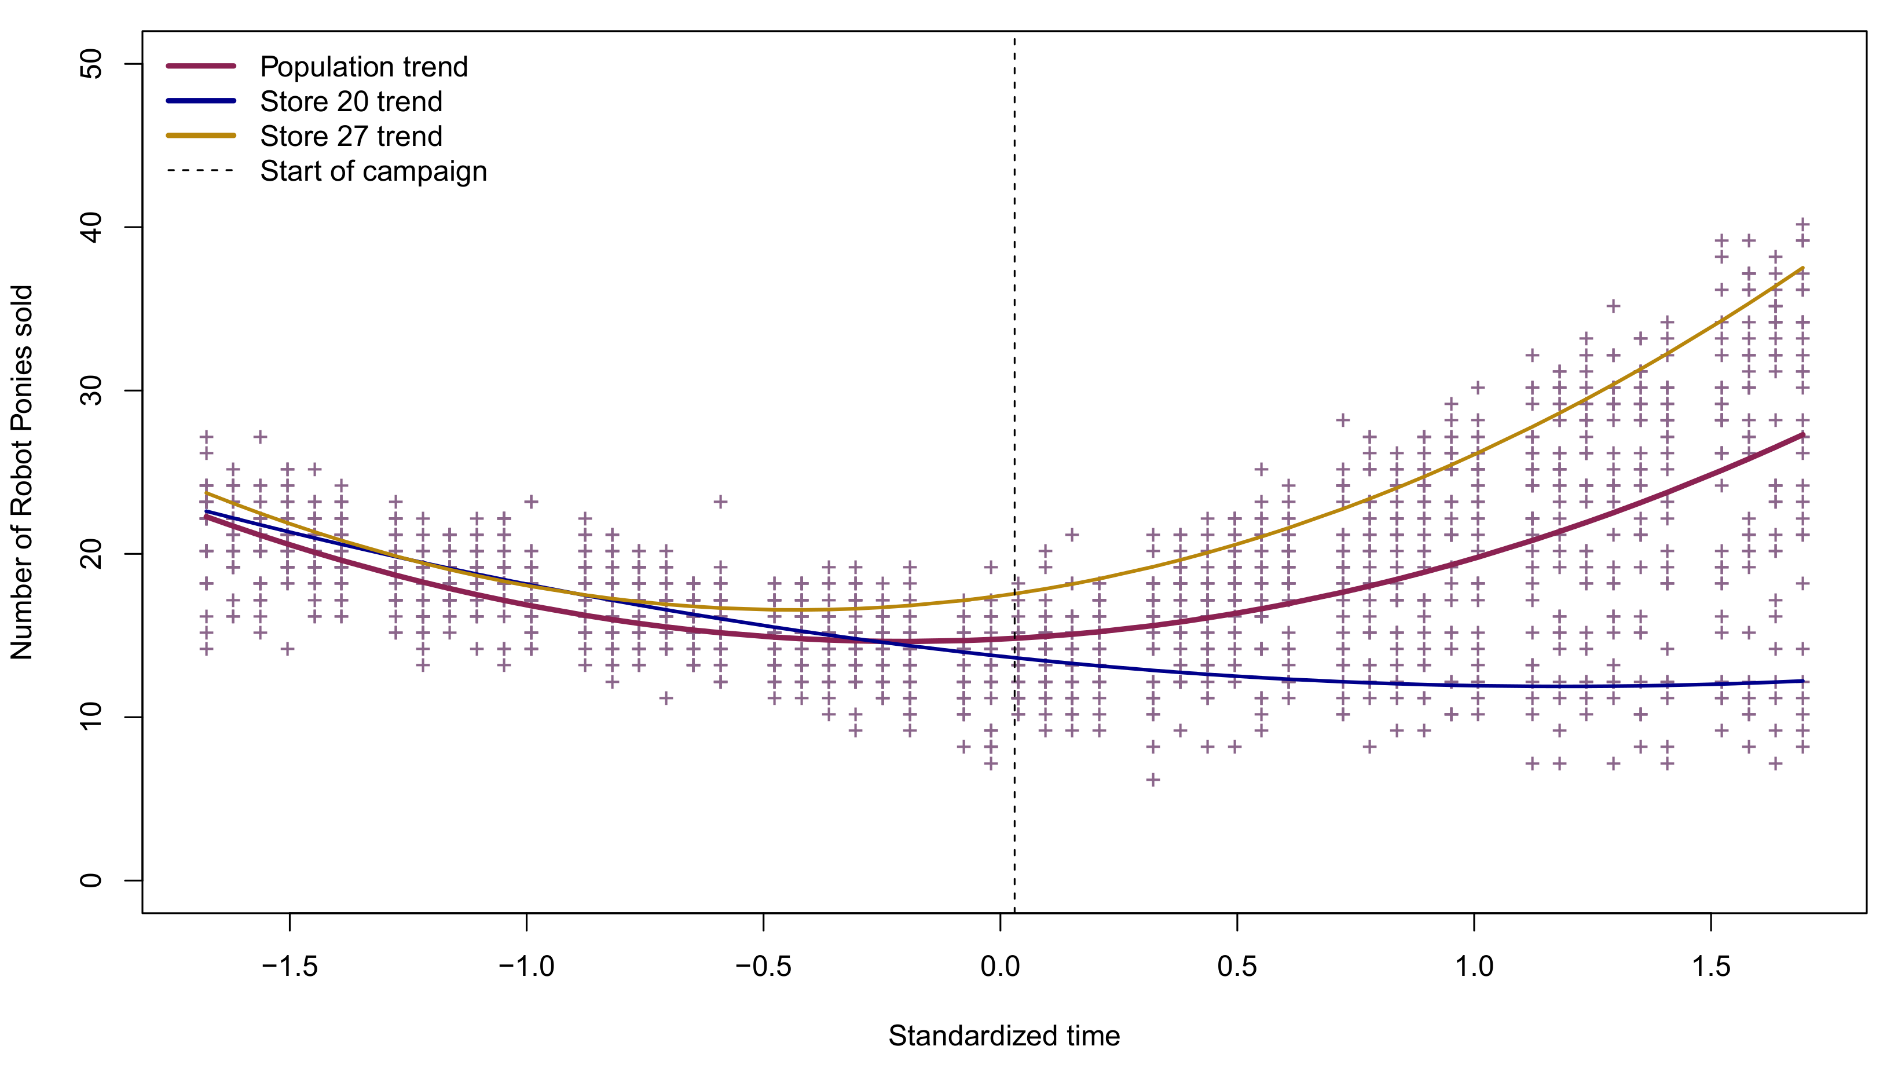 Population trend
Store 20 trend
Store 27 trend
Start of campaign
Number of Robot Ponies sold
50
40
30
20
10
0
−1.5 −1.0 −0.5 0.0 0.5 1.0 1.5
Standardized time